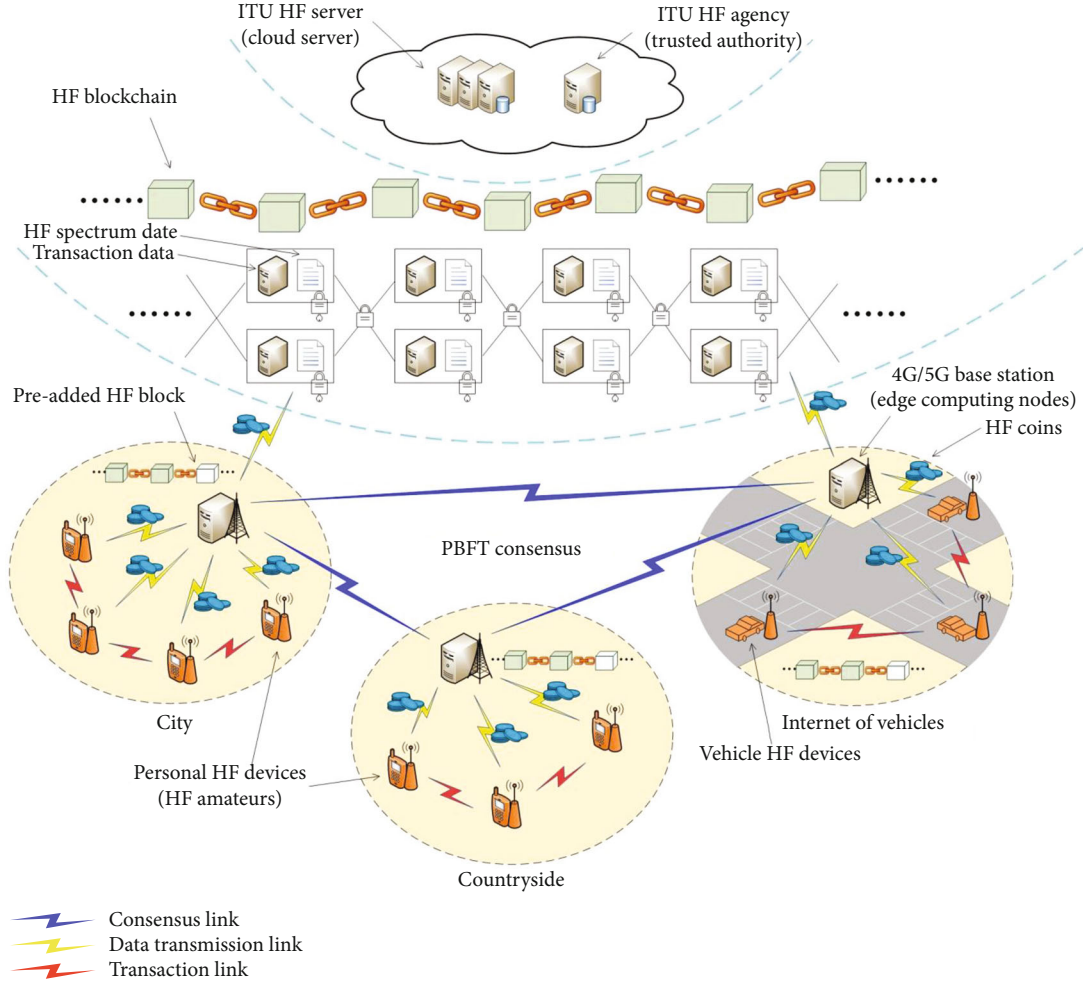 ITU HF server
(cloud server)
ITU HF agency
(trusted authority)
HF blockchain
HF spectrum date
Transaction data
Pre-added HF block
4G/5G base station
(edge computing nodes)
HF coins
PBFT consensus
City
Internet of vehicles
Personal HF devices
(HF amateurs)
Vehicle HF devices
Countryside
Consensus link
Data transmission link
Transaction link